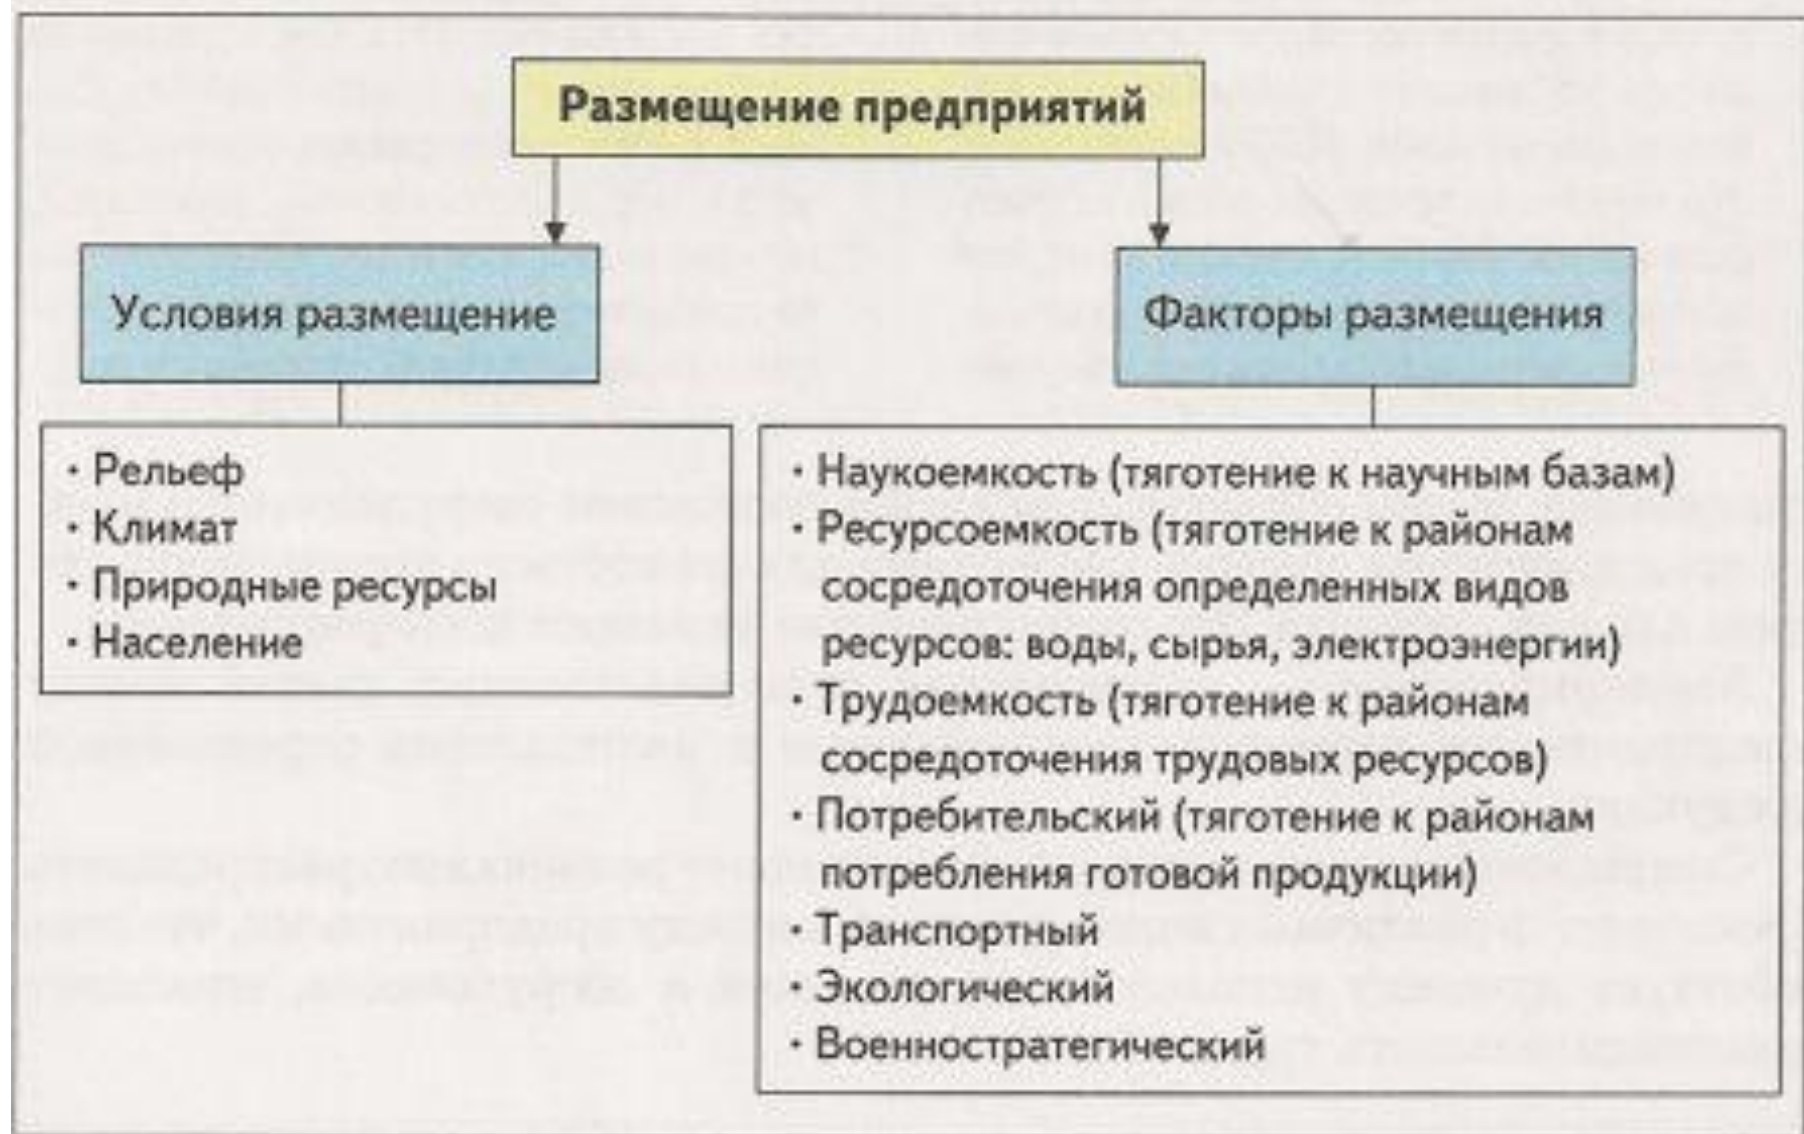 Размещение предприятий
Условия размещение
• Рельеф
• Климат
• Природные ресурсы
• Население
Факторы размещения
• Наукоемкость (тяготение к научным базам)
• Ресурсоемкость (тяготение к районам
сосредоточения определенных видов
ресурсов: воды, сырья, электроэнергии)
• Трудоемкость (тяготение к районам
сосредоточения трудовых ресурсов)
• Потребительский (тяготение к районам
потребления готовой продукции)
• Транспортный
• Экологический
• Военностратегический